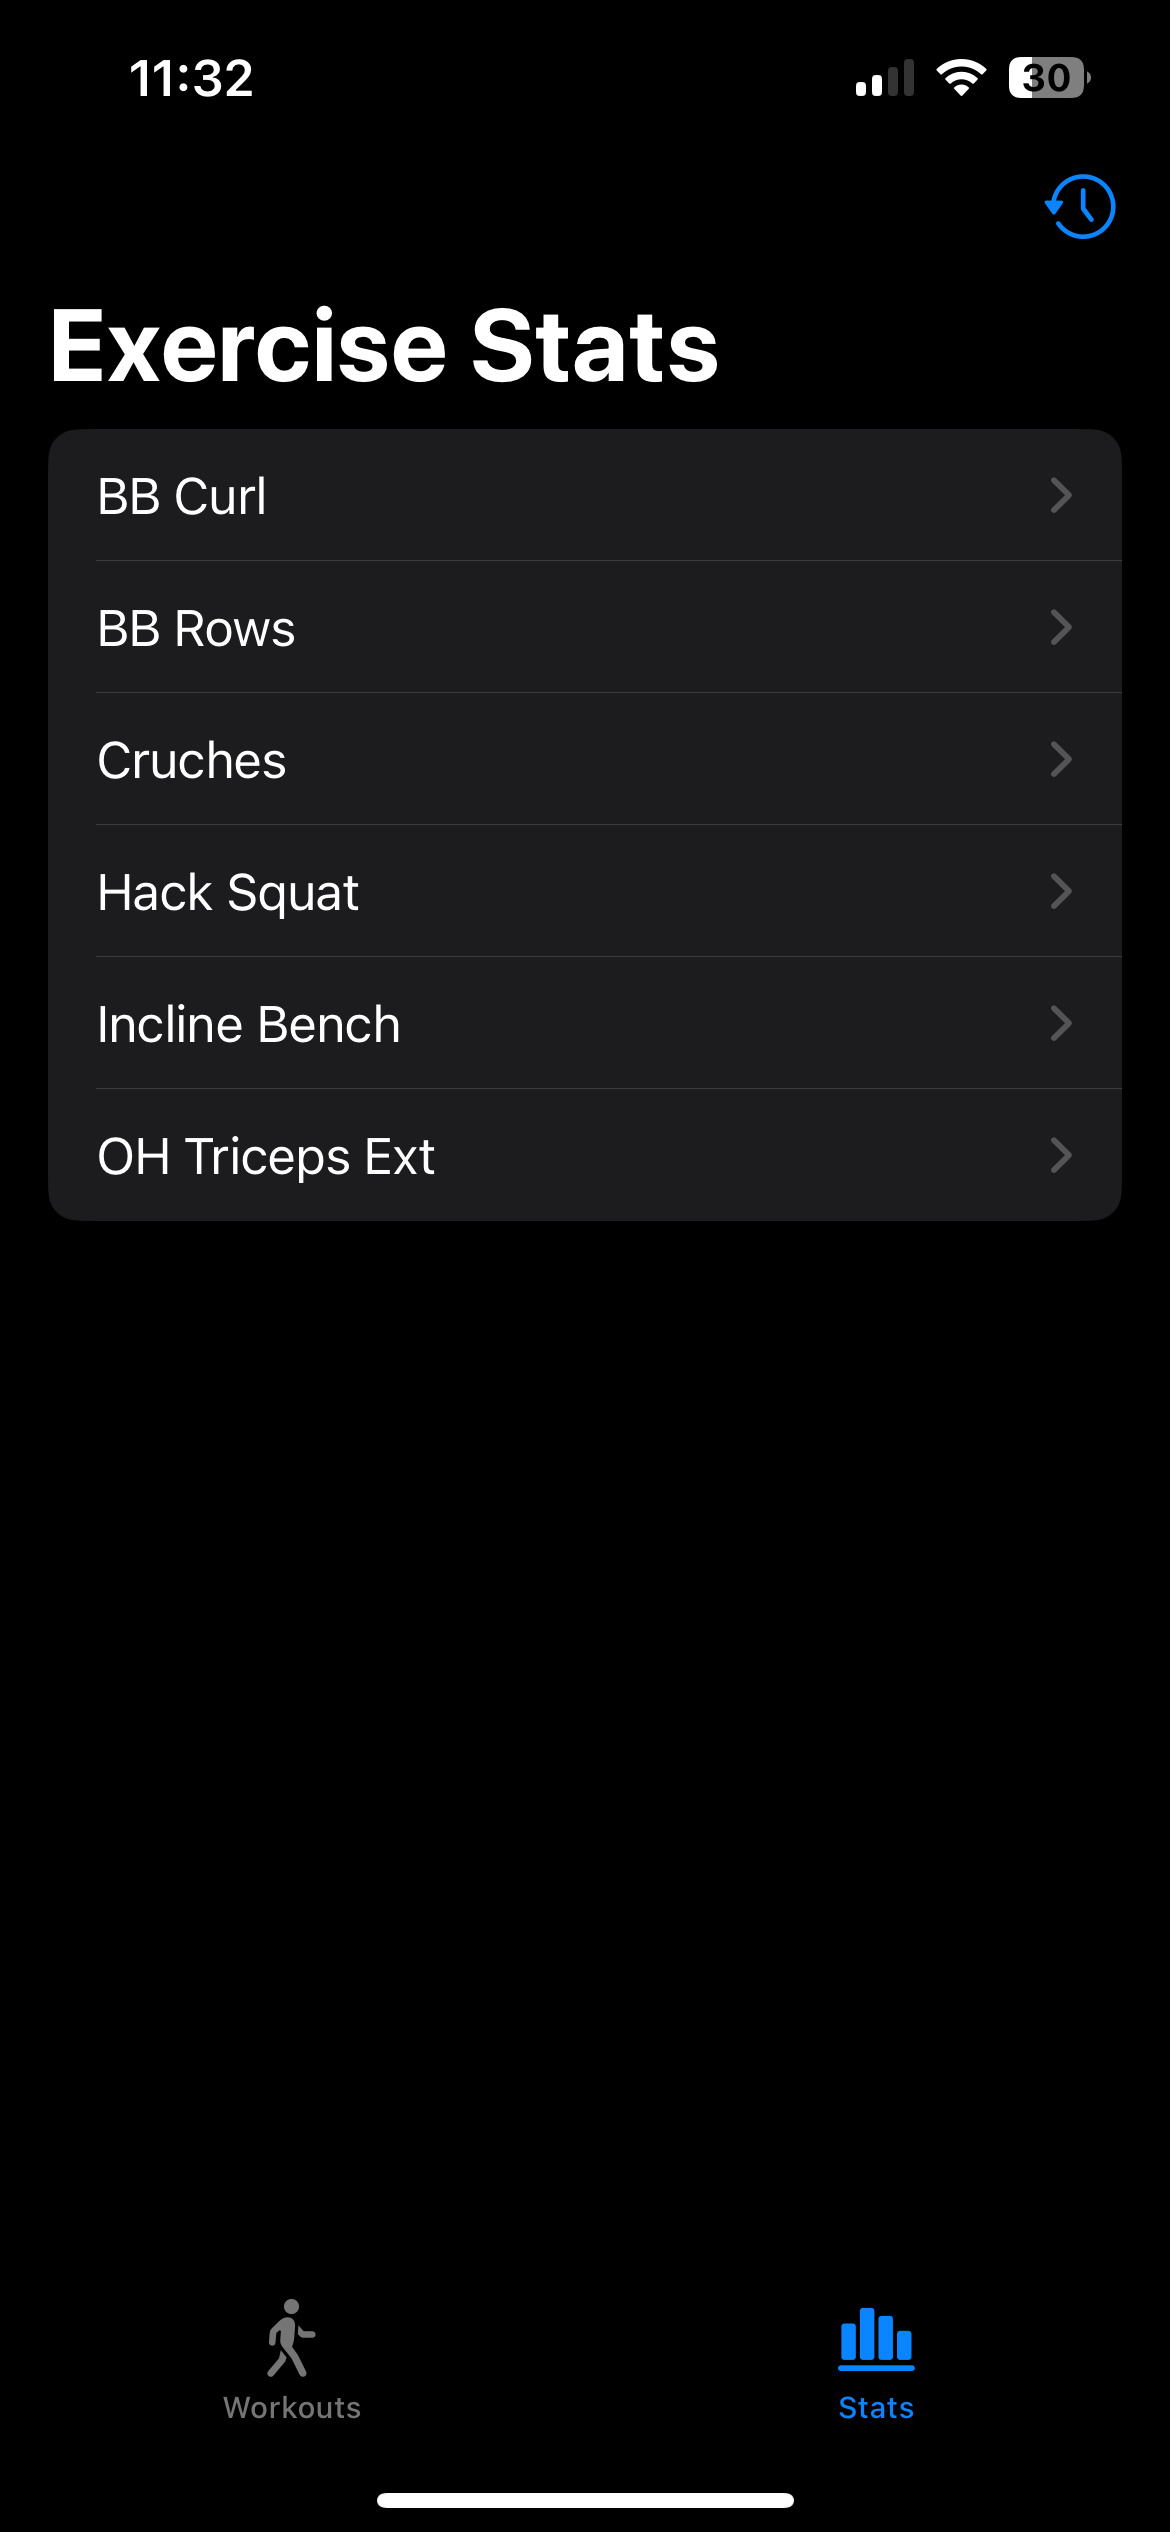 11:32
30
Exercise Stats
BB Curl
BB Rows
Cruches
Hack Squat
Incline Bench
OH Triceps Ext
Workouts
Stats